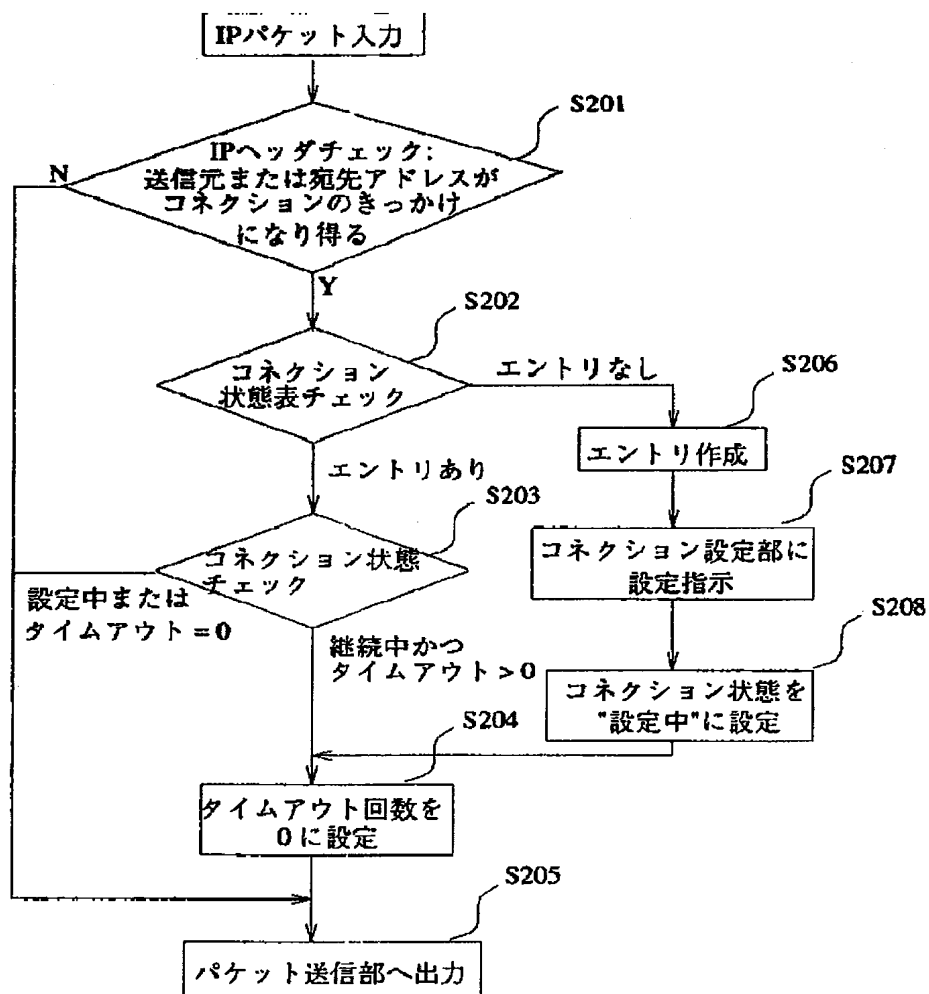 IPパケット入力
S201
IPヘッダチェック:
送信元または宛先アドレスが
コネクションのきっかけ
になり得る
N
Y
S202
コネクション
状態表チェック
エントリなし
S206
エントリ作成
エントリあり
S203
S207
コネクション設定部に
設定指示
コネクション状態
チェック
設定中または
タイムアウト=0
S208
継続中かつ
タイムアウト>0
コネクション状態を
"設定中"に設定
S204
タイムアウト回数を
0に設定
S205
パケット送信部へ出力